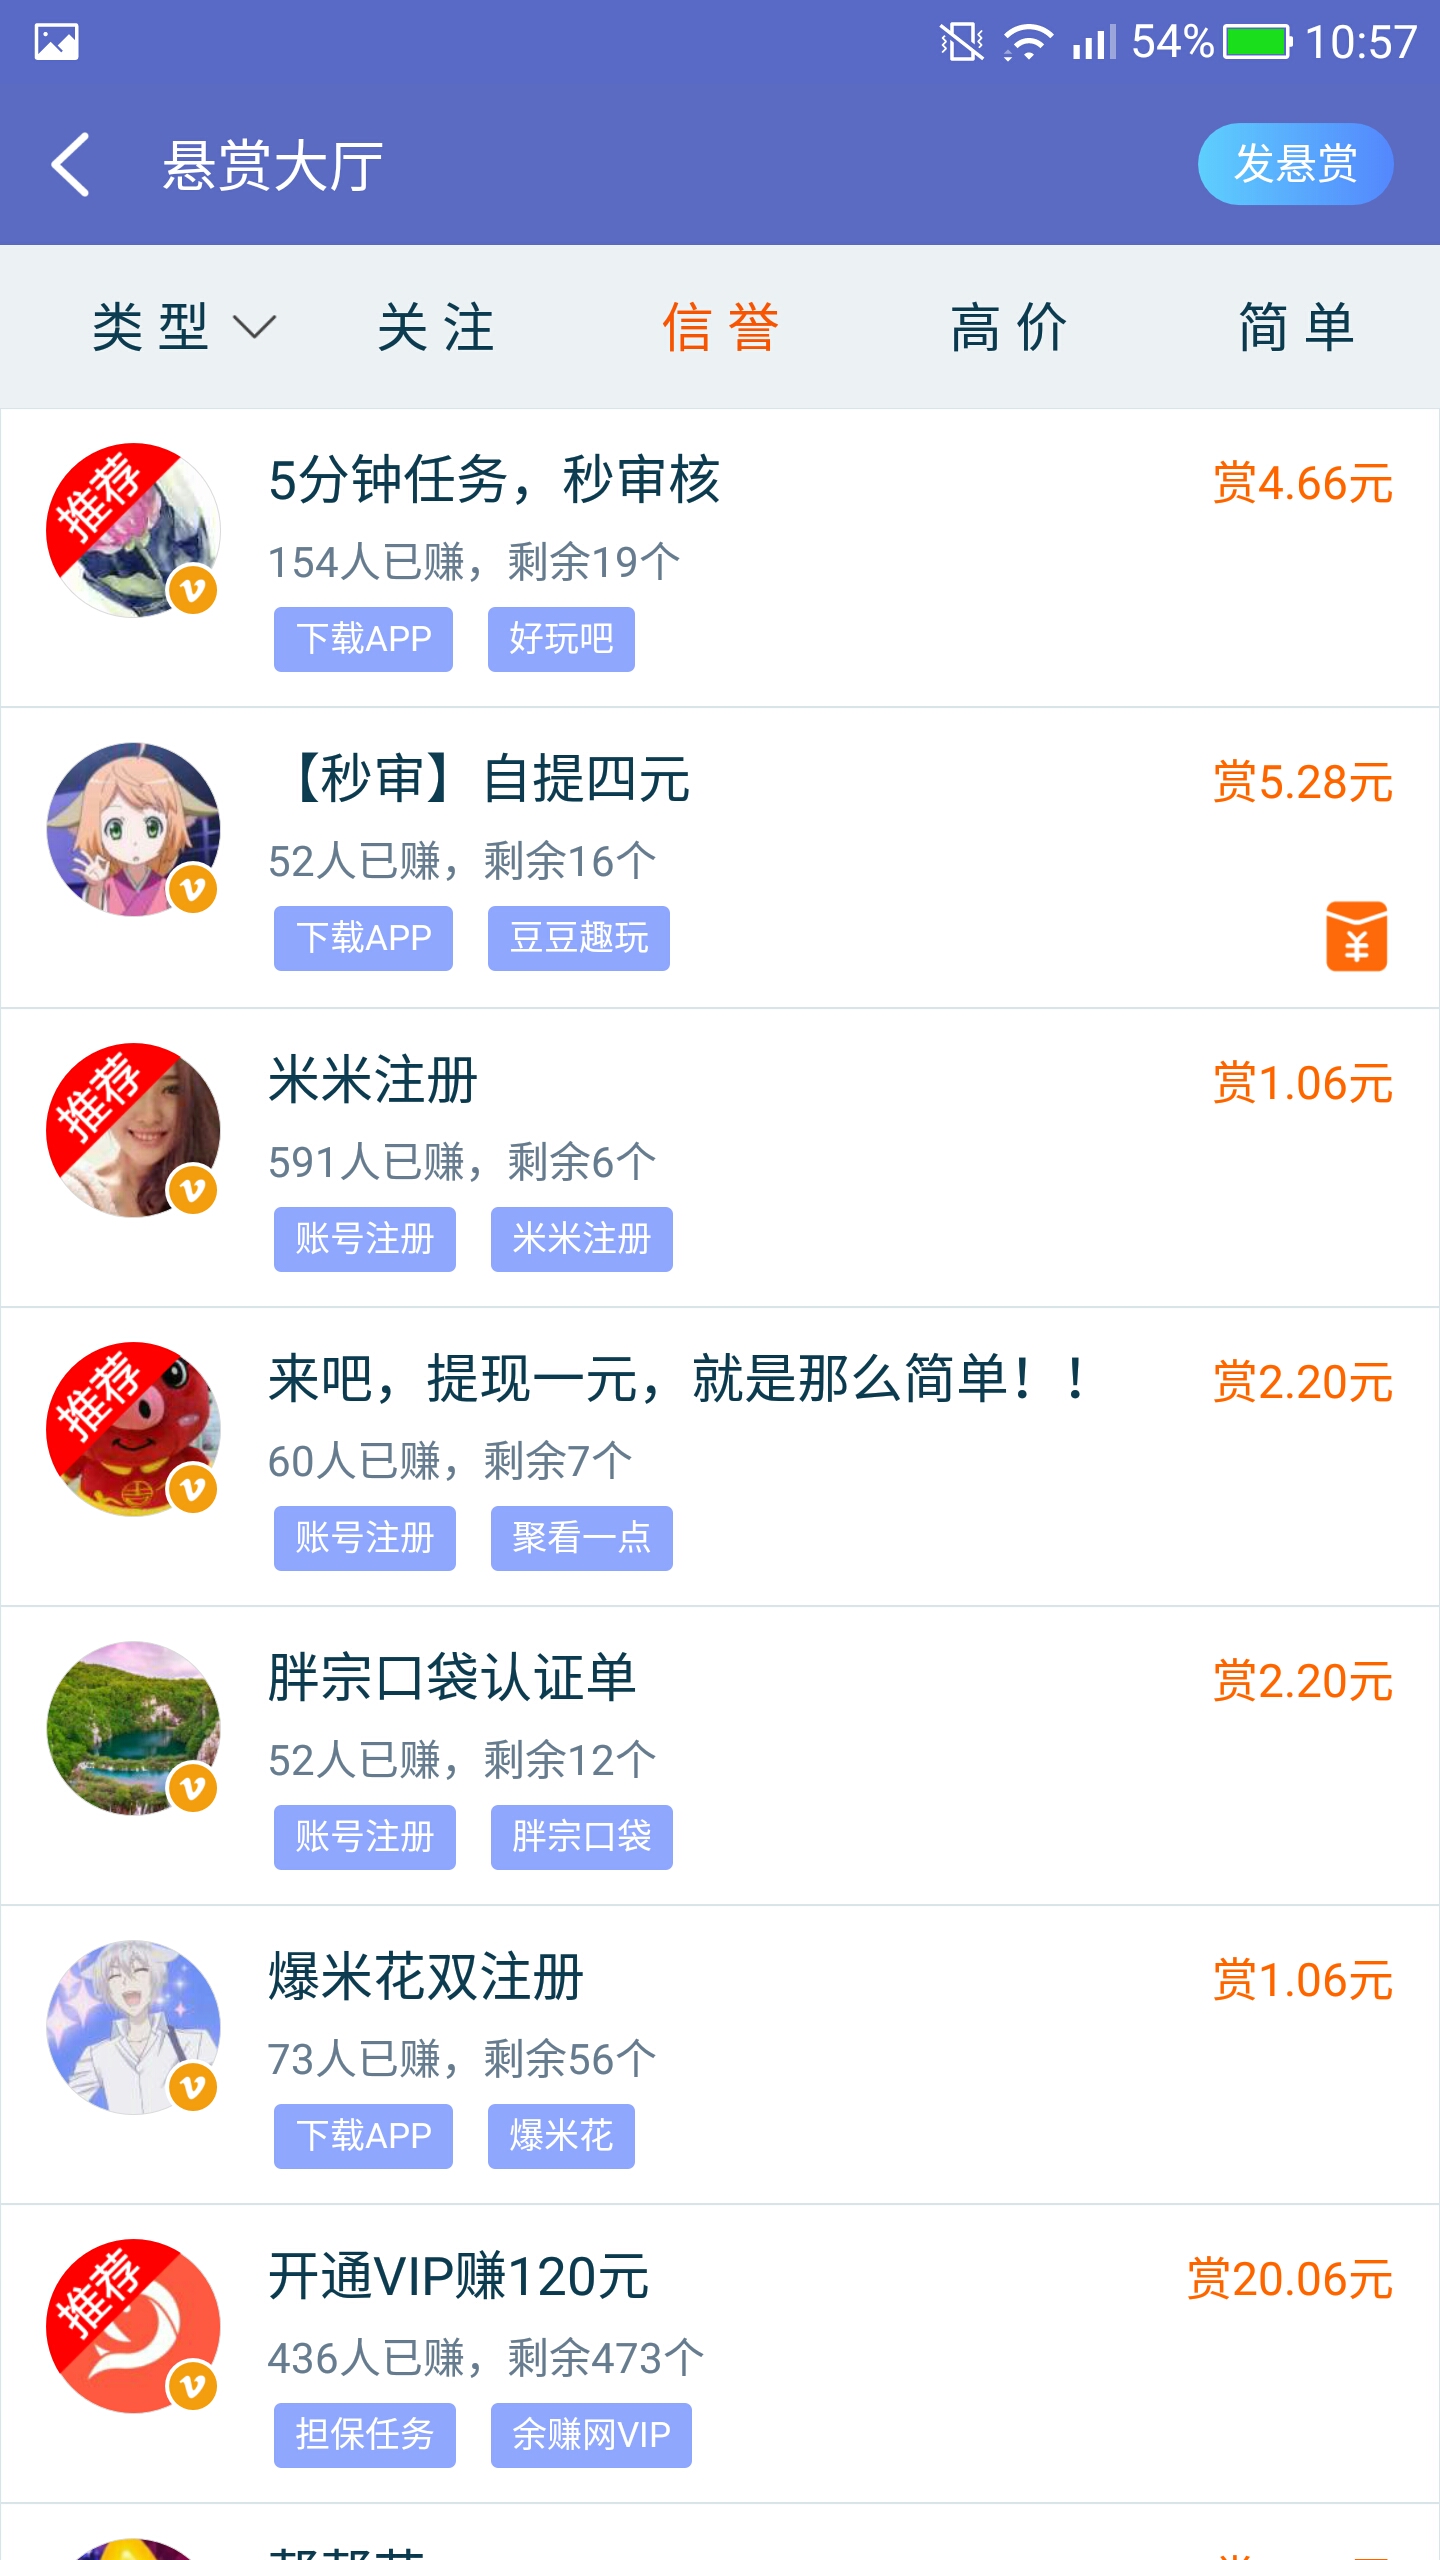 54% 10:57
悬赏大厅 发悬赏
类型 关注 信誉 高价 简单
推荐
5分钟任务，秒审核 赏4.66元
154人已赚，剩余19个
下载APP 好玩吧
【秒审】自提四元 赏5.28元
52人已赚，剩余16个
下载APP 豆豆趣玩
推荐
米米注册 赏1.06元
591人已赚，剩余6个
账号注册 米米注册
推荐
来吧，提现一元，就是那么简单！！ 赏2.20元
60人已赚，剩余7个
账号注册 聚看一点
胖宗口袋认证单 赏2.20元
52人已赚，剩余12个
账号注册 胖宗口袋
爆米花双注册 赏1.06元
73人已赚，剩余56个
下载APP 爆米花
推荐
开通VIP赚120元 赏20.06元
436人已赚，剩余473个
担保任务 余赚网VIP